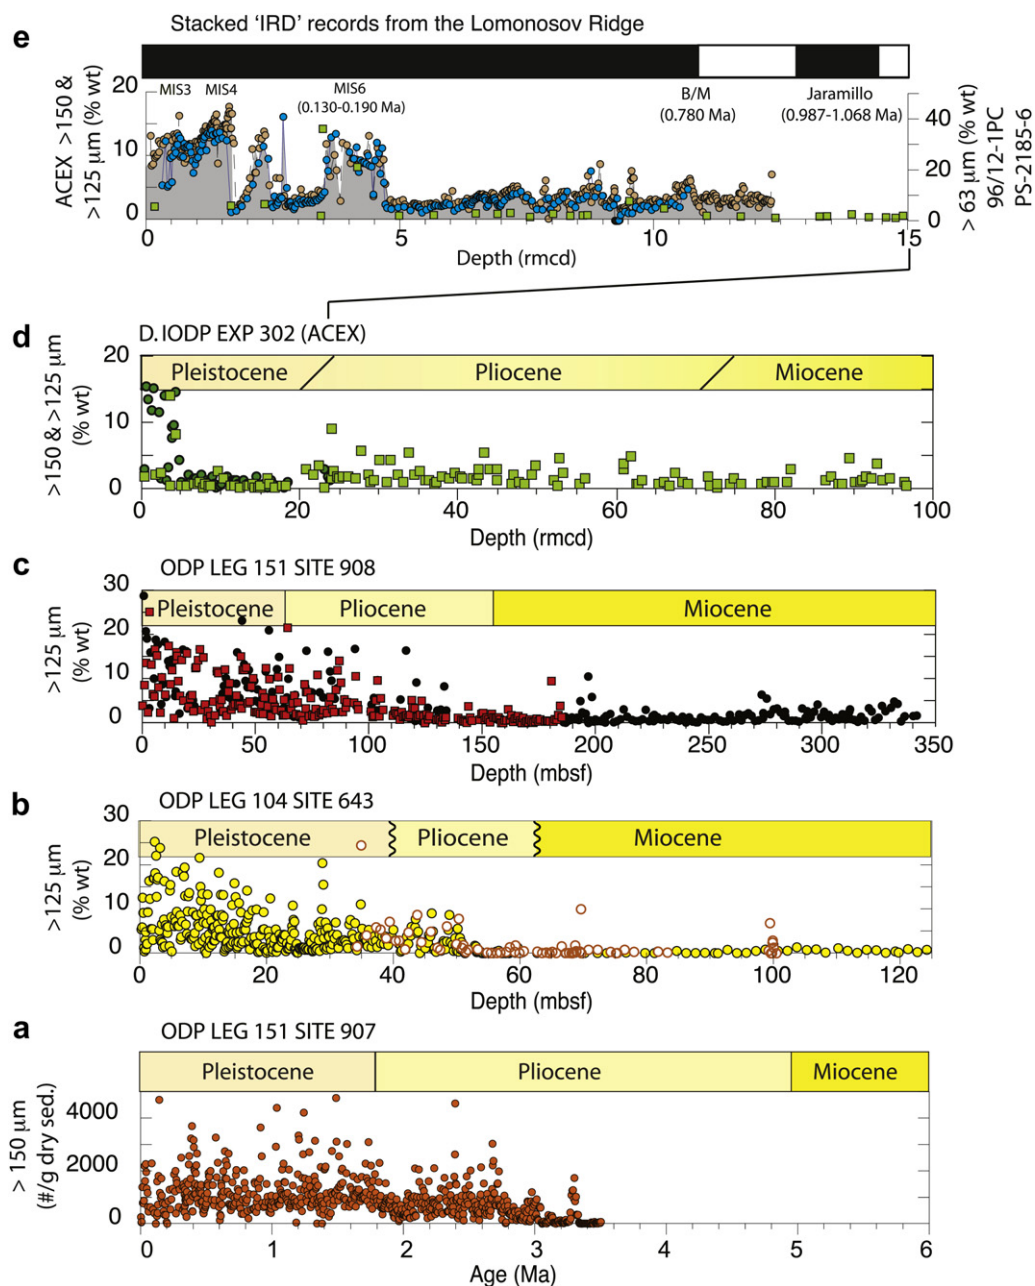 e
Stacked 'IRD' records from the Lomonosov Ridge
ACEX >150 &
>125 µm (% wt)
20
10
0
MIS3
MIS4
MIS6
(0.130-0.190 Ma)
B/M
(0.780 Ma)
Jaramillo
(0.987-1.068 Ma)
40
20
0
> 63 µm (% wt)
96/12-1PC
PS-2185-6
0 5 10 15
Depth (rmcd)
d
D. IODP EXP 302 (ACEX)
>150 & >125 µm
(% wt)
20
10
0
Pleistocene
Pliocene
Miocene
0 20 40 60 80 100
Depth (rmcd)
c
ODP LEG 151 SITE 908
>125 µm
(% wt)
30
20
10
0
Pleistocene
Pliocene
Miocene
0 50 100 150 200 250 300 350
Depth (mbsf)
b
ODP LEG 104 SITE 643
>125 µm
(% wt)
30
20
10
0
Pleistocene
Pliocene
Miocene
0 20 40 60 80 100 120
Depth (mbsf)
a
ODP LEG 151 SITE 907
> 150 µm
(#/g dry sed.)
4000
2000
0
Pleistocene
Pliocene
Miocene
0 1 2 3 4 5 6
Age (Ma)